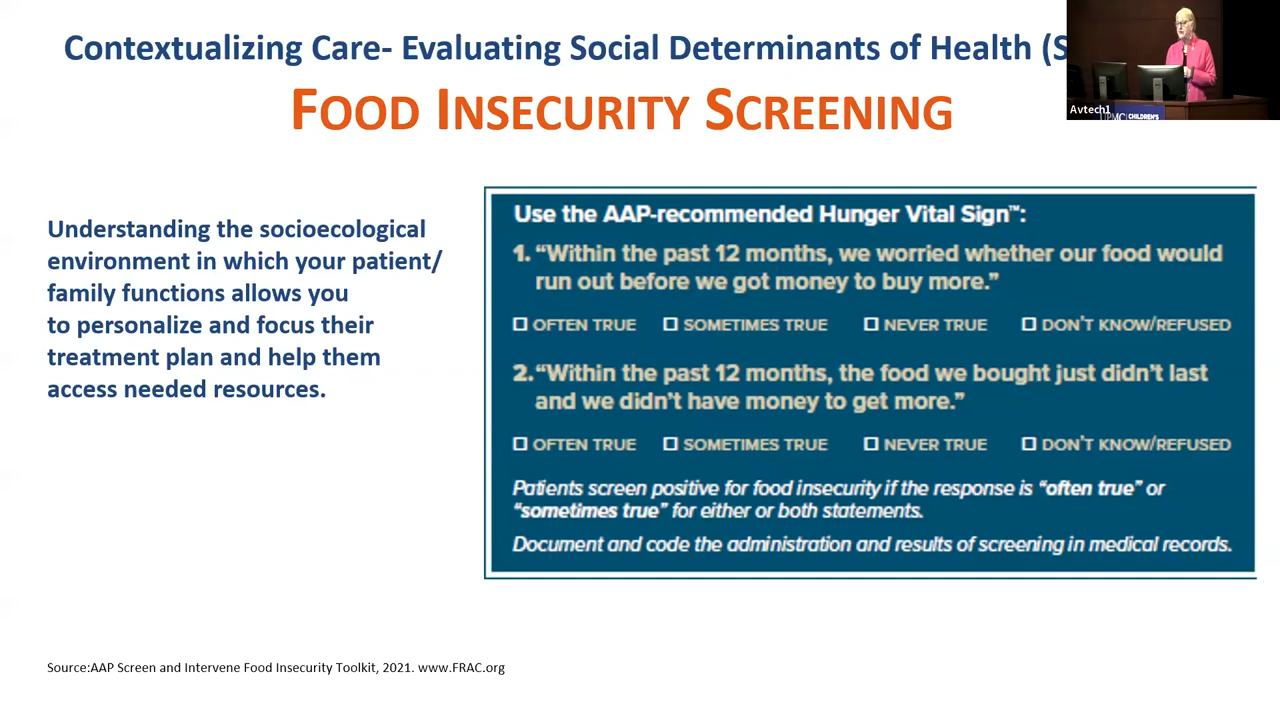 Contextualizing Care- Evaluating Social Determinants of Health (S
FOOD INSECURITY SCREENING
Avtech1
UPMC CHILDREN'S
Understanding the socioecological
environment in which your patient/
family functions allows you
to personalize and focus their
treatment plan and help them
access needed resources.
Use the AAP-recommended Hunger Vital Sign™:
1. “Within the past 12 months, we worried whether our food would
run out before we got money to buy more.”
☐ OFTEN TRUE ☐ SOMETIMES TRUE ☐ NEVER TRUE ☐ DON'T KNOW/REFUSED
2. “Within the past 12 months, the food we bought just didn't last
and we didn't have money to get more.”
☐ OFTEN TRUE ☐ SOMETIMES TRUE ☐ NEVER TRUE ☐ DON'T KNOW/REFUSED
Patients screen positive for food insecurity if the response is “often true” or
“sometimes true” for either or both statements.
Document and code the administration and results of screening in medical records.
Source:AAP Screen and Intervene Food Insecurity Toolkit, 2021. www.FRAC.org